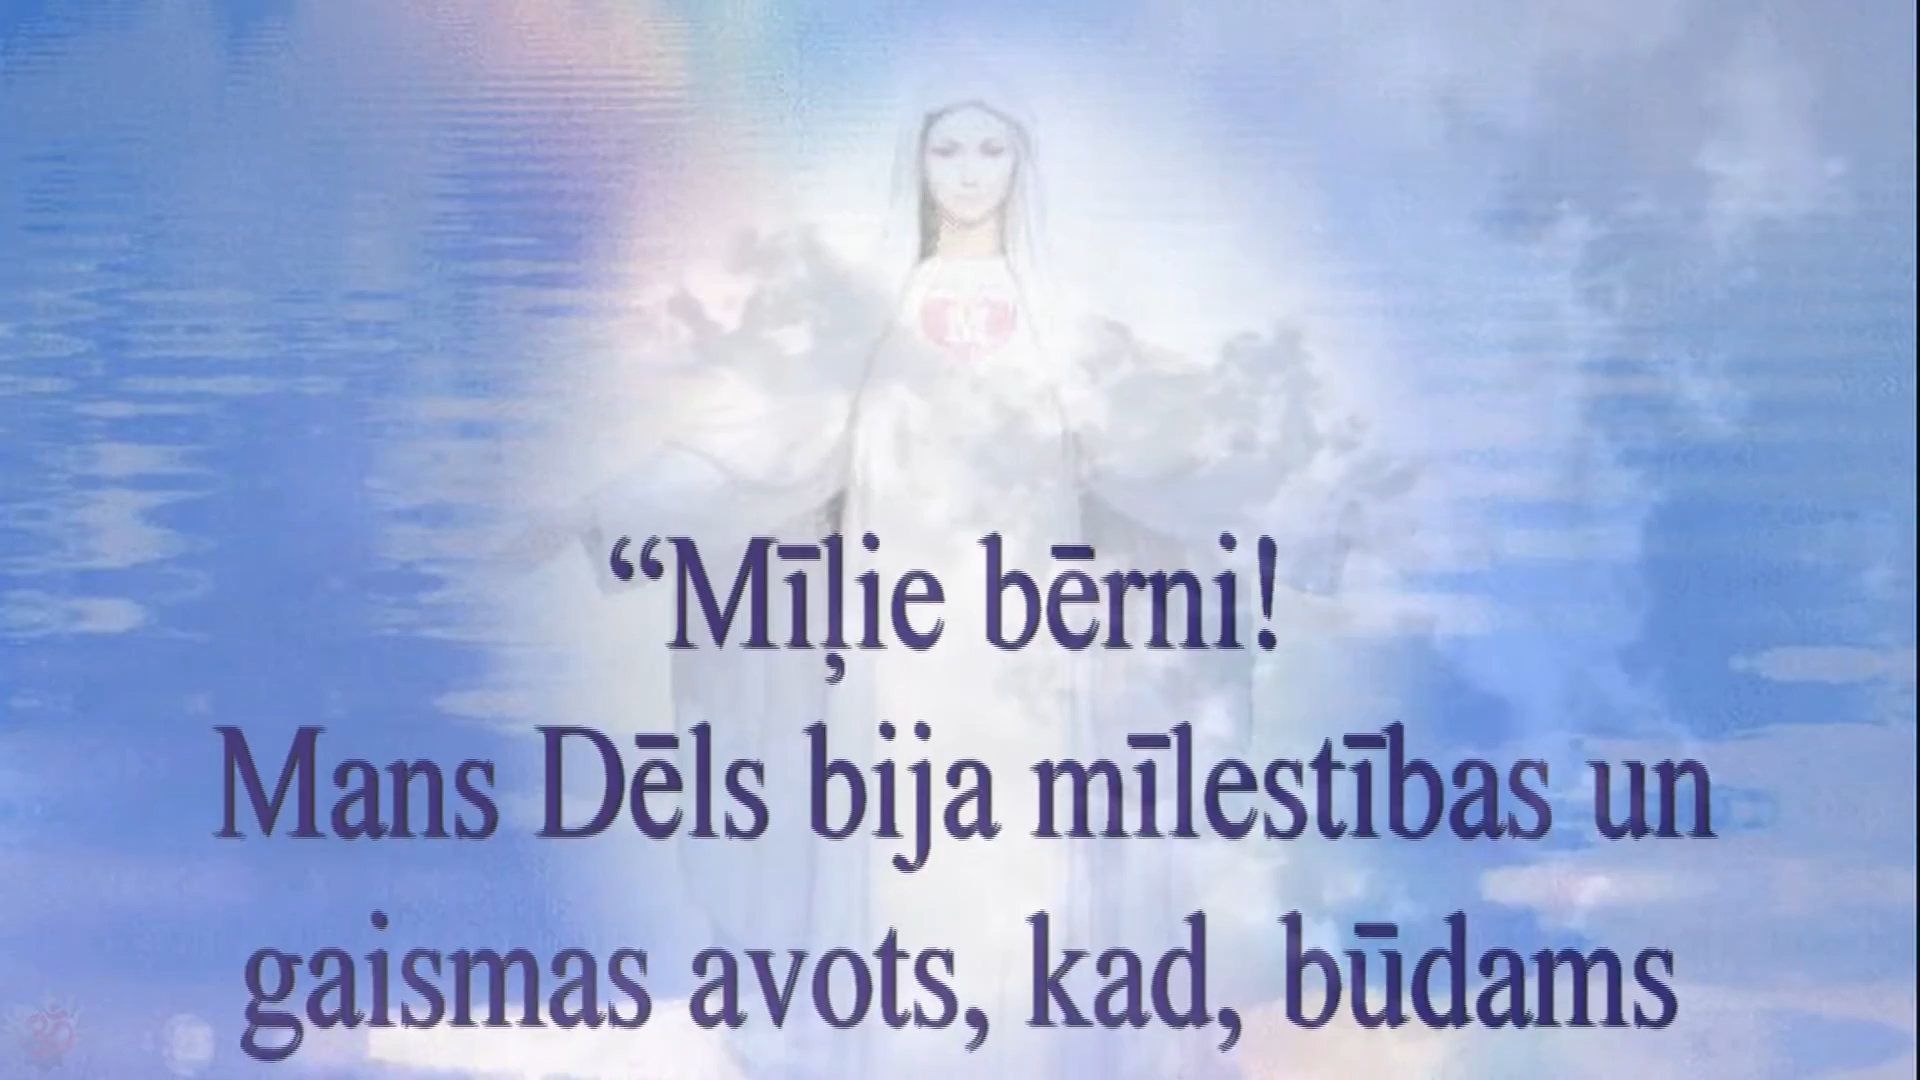 M
“Mīļie bērni!
Mans Dēls bija mīlestības un
gaismas avots, kad, būdams
ॐ